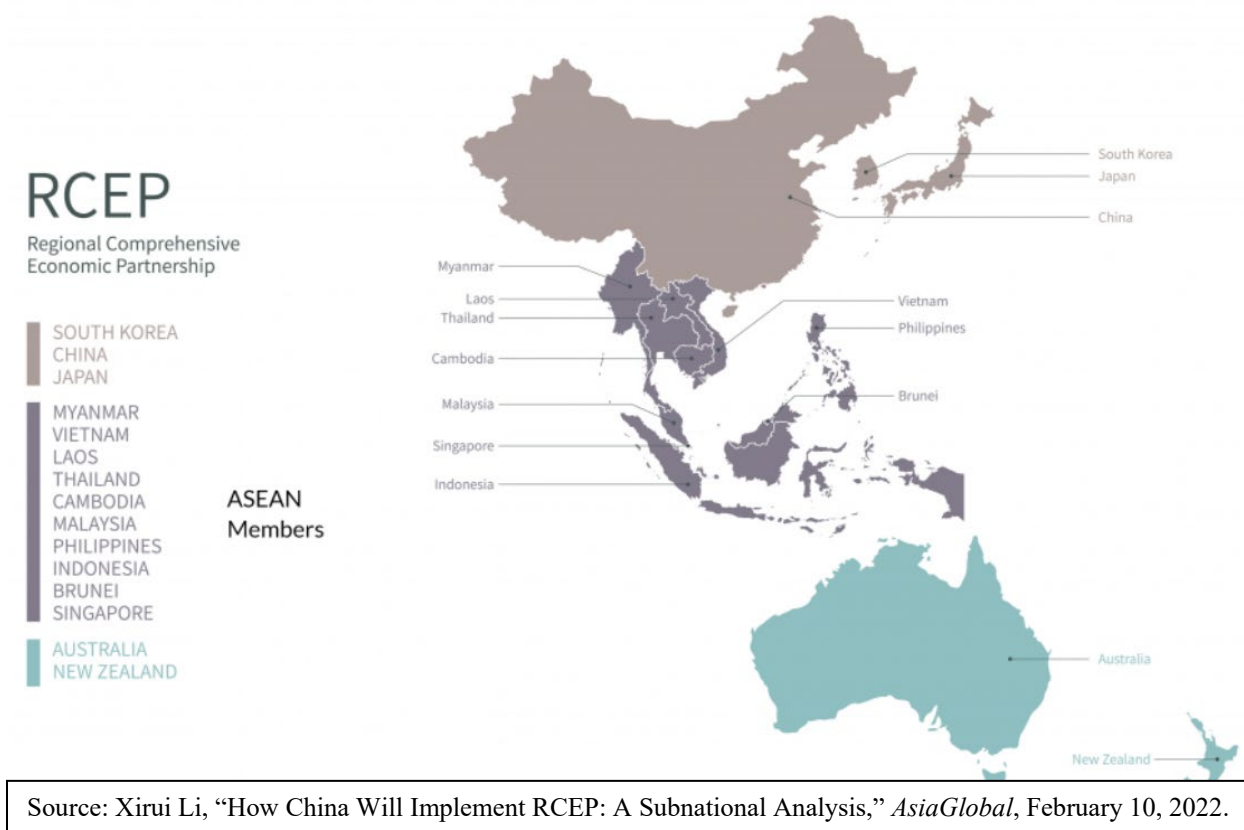 RCEP
Regional Comprehensive
Economic Partnership
SOUTH KOREA
CHINA
JAPAN
MYANMAR
VIETNAM
LAOS
THAILAND
CAMBODIA
MALAYSIA
PHILIPPINES
INDONESIA
BRUNEI
SINGAPORE
ASEAN
Members
AUSTRALIA
NEW ZEALAND
South Korea
Japan
China
Myanmar
Laos
Thailand
Cambodia
Malaysia
Singapore
Indonesia
Vietnam
Philippines
Brunei
Australia
New Zealand
Source: Xirui Li, “How China Will Implement RCEP: A Subnational Analysis,” AsiaGlobal, February 10, 2022.